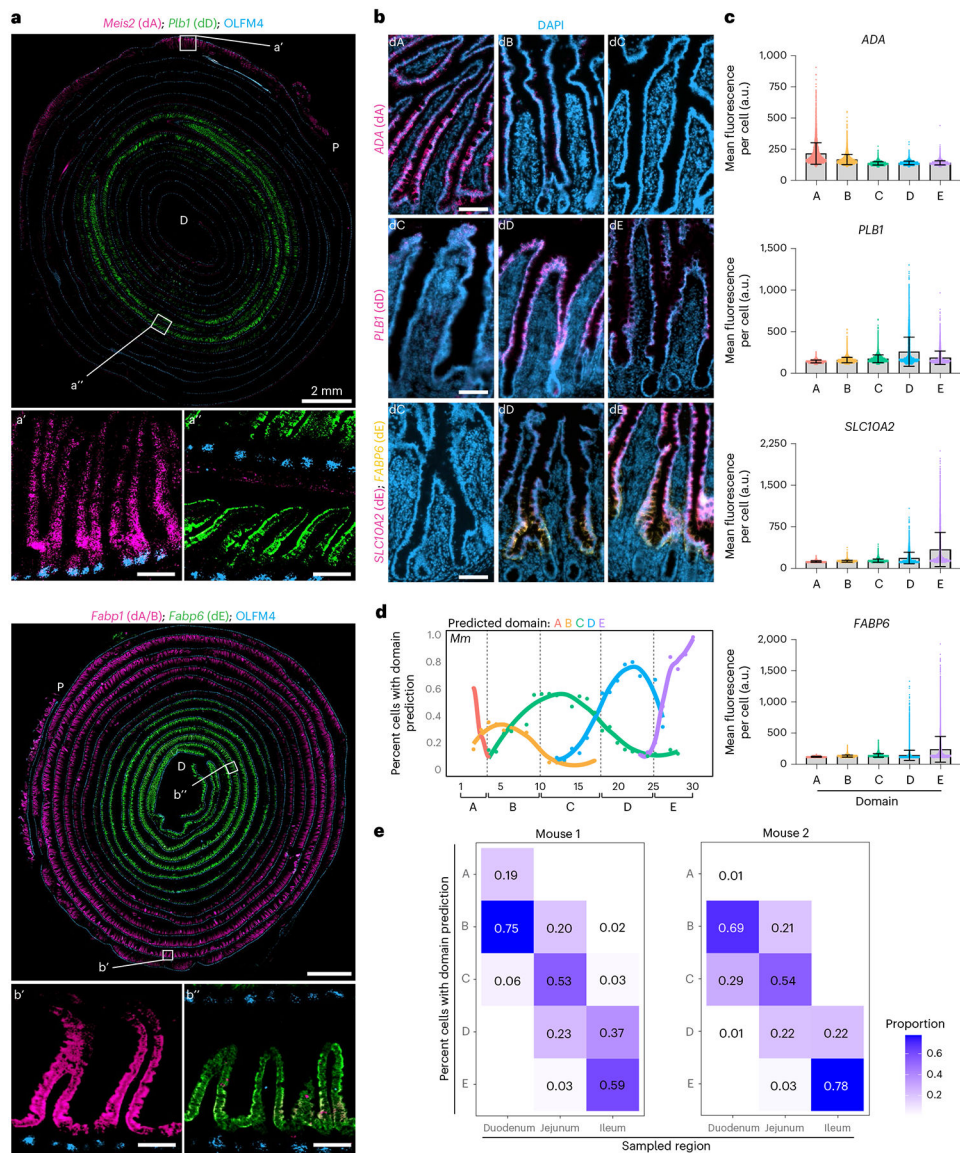 a
Meis2 (dA); Plb1 (dD); OLFM4
a′
P
D
a′′
2 mm
a′
a′′
Fabp1 (dA/B); Fabp6 (dE); OLFM4
P
D
b′′
b′
b′
b′′
b
DAPI
dA
dB
dC
ADA (dA)
dC
dD
dE
PLB1 (dD)
dC
dD
dE
SLC10A2 (dE); FABP6 (dE)
c
ADA
Mean fluorescence
per cell (a.u.)
1,000
750
500
250
0
A B C D E
PLB1
Mean fluorescence
per cell (a.u.)
1,500
1,000
500
0
A B C D E
SLC10A2
Mean fluorescence
per cell (a.u.)
2,250
1,500
750
0
A B C D E
FABP6
Mean fluorescence
per cell (a.u.)
2,000
1,500
1,000
500
0
A B C D E
Domain
d
Predicted domain: A B C D E
Mm
Percent cells with domain
prediction
1.0
0.8
0.6
0.4
0.2
0
1 5 10 15 20 25 30
A B C D E
e
Mouse 1
Mouse 2
Percent cells with domain prediction
A
0.19
B
0.75 0.20 0.02
C
0.06 0.53 0.03
D
0.23 0.37
E
0.03 0.59
Duodenum Jejunum Ileum
A
0.01
B
0.69 0.21
C
0.29 0.54
D
0.01 0.22 0.22
E
0.03 0.78
Duodenum Jejunum Ileum
Sampled region
Proportion
0.6
0.4
0.2